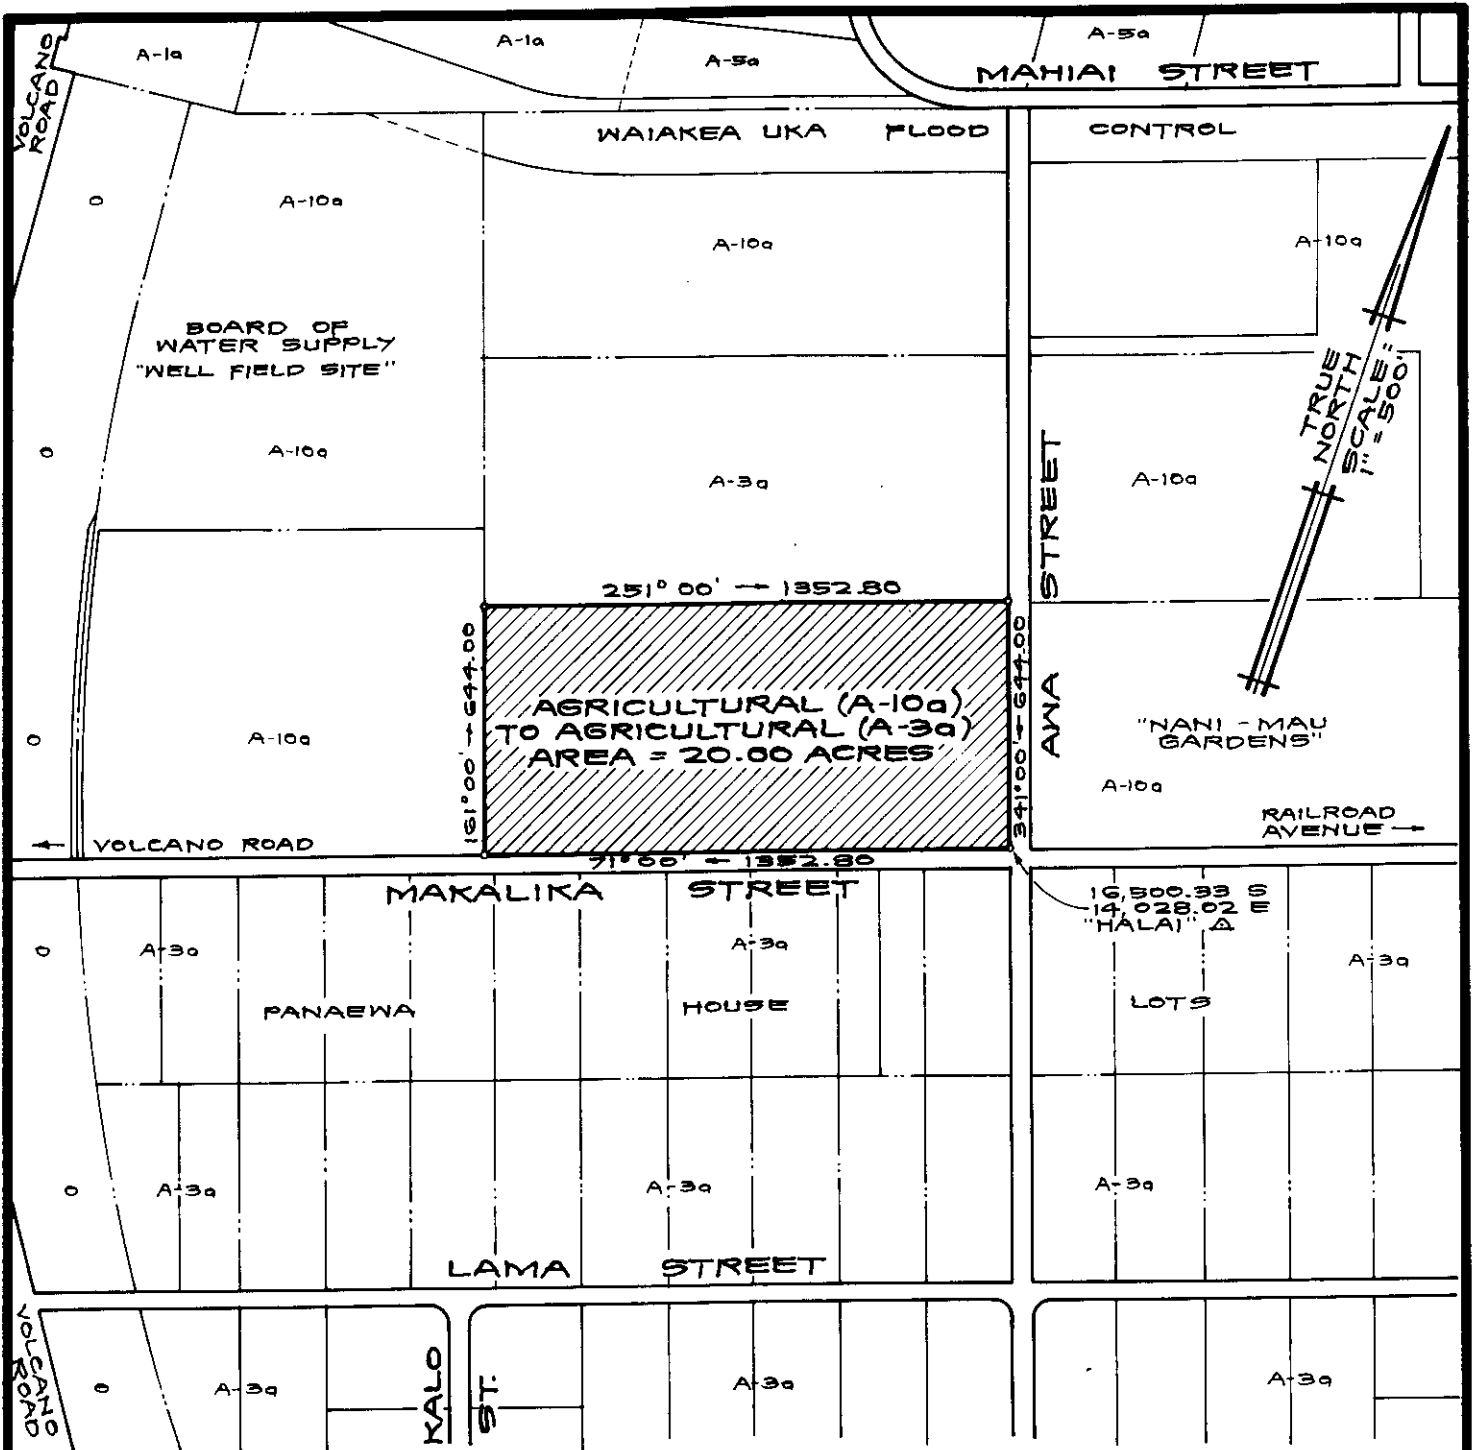 VOLCANO
ROAD
A-1a
A-1a
A-5a
A-5a
MAHIAI STREET
WAIAKEA UKA FLOOD CONTROL
O
A-10a
A-10a
A-10a
BOARD OF
WATER SUPPLY
"WELL FIELD SITE"
TRUE
NORTH
SCALE:
1" = 500'
O
A-10a
A-3a
A-10a
AWA STREET
251° 00' → 1352.80
161° 00' → 644.00
341° 00' → 644.00
AGRICULTURAL (A-10a)
TO AGRICULTURAL (A-3a)
AREA = 20.00 ACRES
O
A-10a
"NANI - MAU
GARDENS"
A-10a
RAILROAD
AVENUE →
← VOLCANO ROAD
71° 00' ← 1352.80
MAKALIKA STREET
16,500.33 S
14,028.02 E
"HALAI" △
O
A-3a
A-3a
A-3a
PANAEWA HOUSE LOTS
O
A-3a
A-3a
A-3a
LAMA STREET
VOLCANO
ROAD
O
A-3a
KALO
ST.
A-3a
A-3a